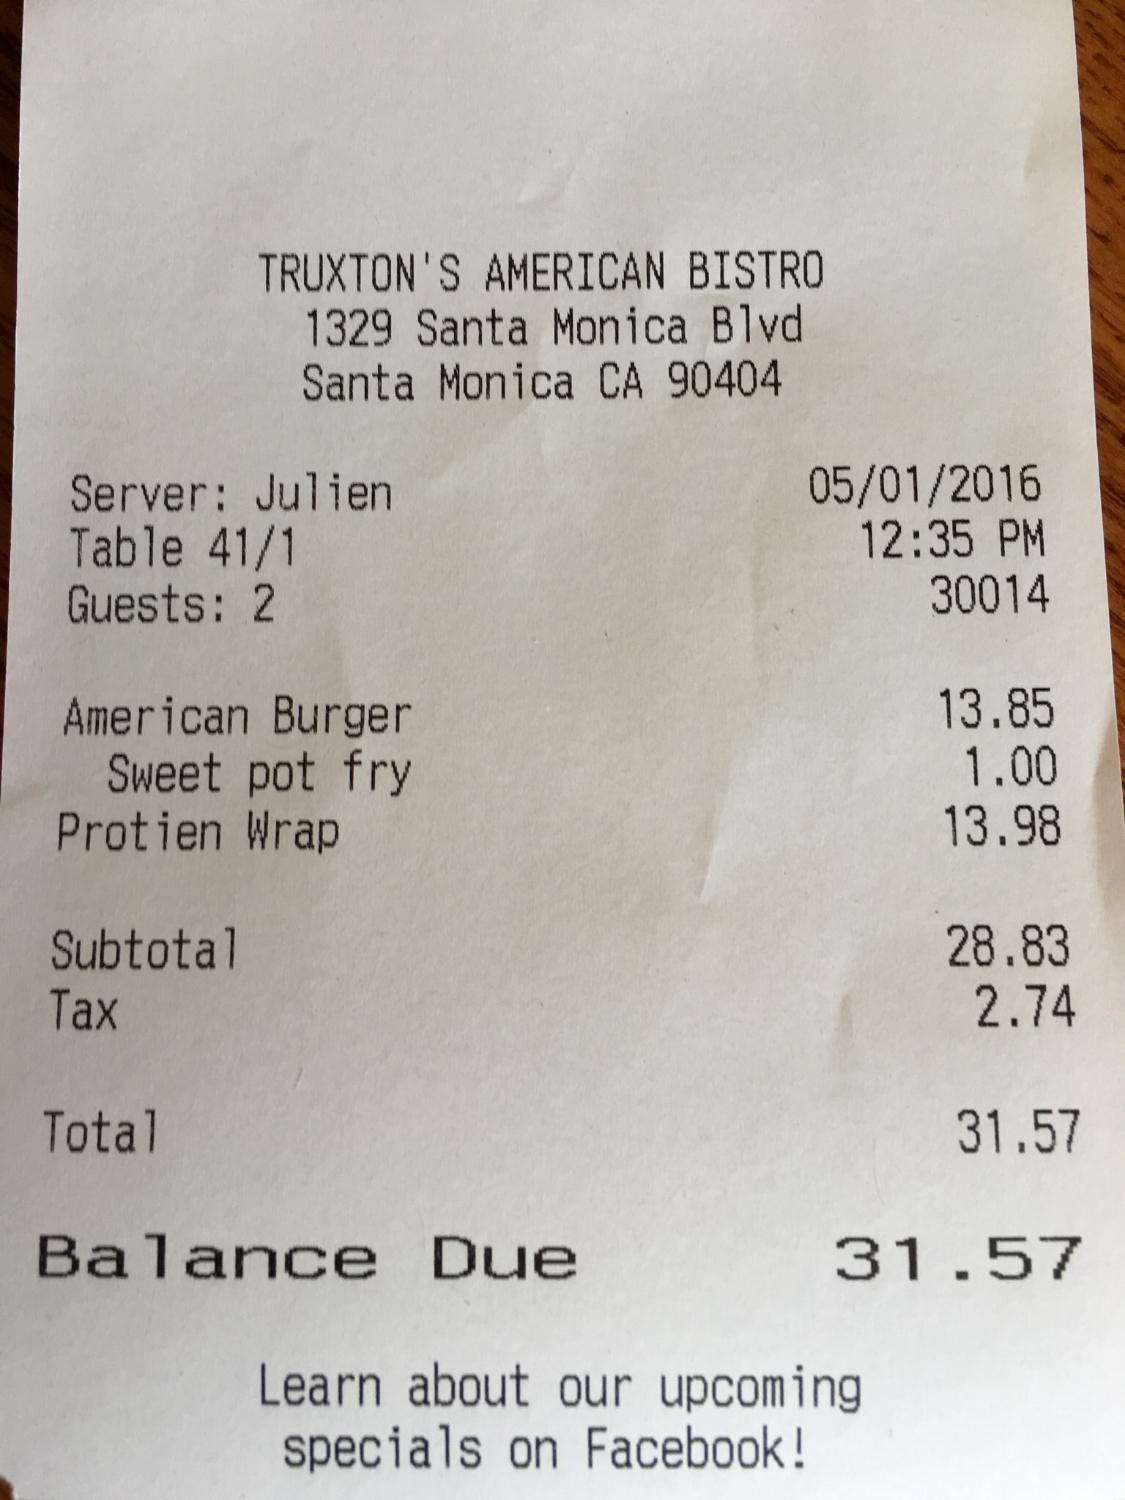 TRUXTON'S AMERICAN BISTRO
1329 Santa Monica Blvd
Santa Monica CA 90404
Server: Julien 05/01/2016
Table 41/1 12:35 PM
Guests: 2 30014
American Burger 13.85
Sweet pot fry 1.00
Protien Wrap 13.98
Subtotal 28.83
Tax 2.74
Total 31.57
Balance Due 31.57
Learn about our upcoming
specials on Facebook!